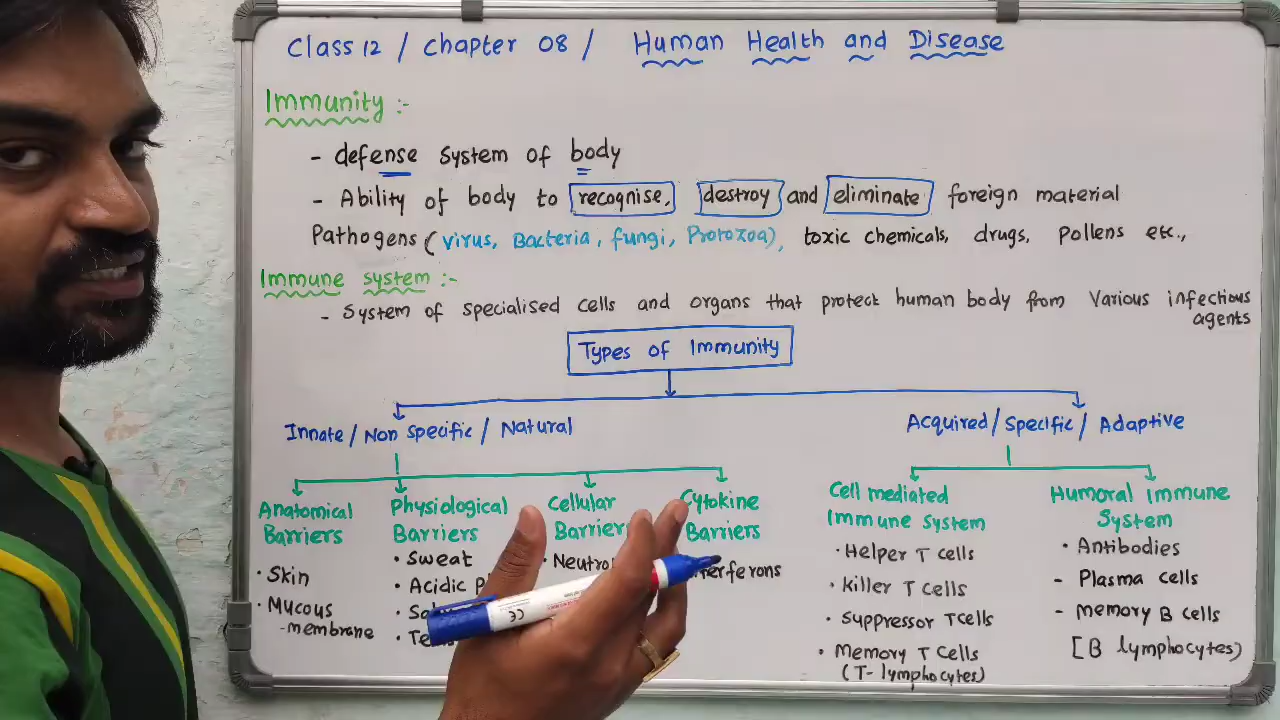 Class 12 / Chapter 08 / Human Health and Disease
Immunity :-
- defense system of body
- Ability of body to recognise, destroy and eliminate foreign material
Pathogens (virus, Bacteria, fungi, Protozoa), toxic chemicals, drugs, Pollens etc.,
Immune system :-
- System of specialised cells and organs that protect human body from Various infectious
agents
Types of Immunity
Innate / Non Specific / Natural
Acquired / Specific / Adaptive
Anatomical
Barriers
• Skin
• Mucous
-membrane
Physiological
Barriers
• Sweat
• Acidic
Cellular
Barriers
Cytokine
Barriers
Cell mediated
Immune System
• Helper T cells
• Killer T cells
• Suppressor T cells
• Memory T Cells
(T- lymphocytes)
Humoral Immune
System
• Antibodies
- Plasma cells
- memory B cells
[B lymphocytes)